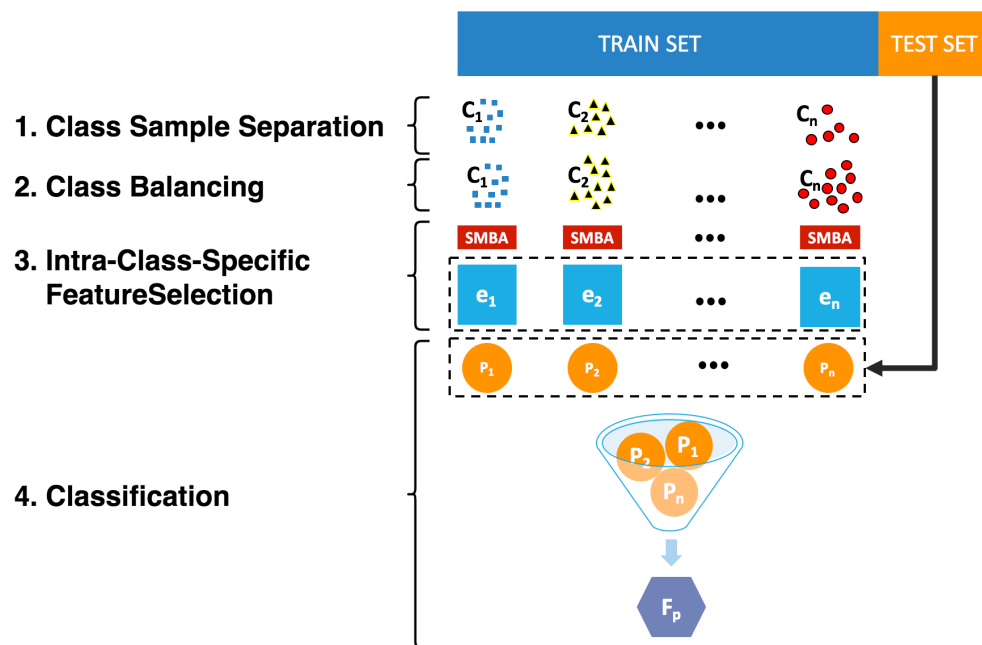 TRAIN SET
TEST SET
1. Class Sample Separation
C1
C2
•••
Cn
2. Class Balancing
C1
C2
•••
Cn
3. Intra-Class-Specific
FeatureSelection
SMBA
SMBA
•••
SMBA
e1
e2
•••
en
P1
P2
•••
Pn
4. Classification
P2
P1
Pn
Fp